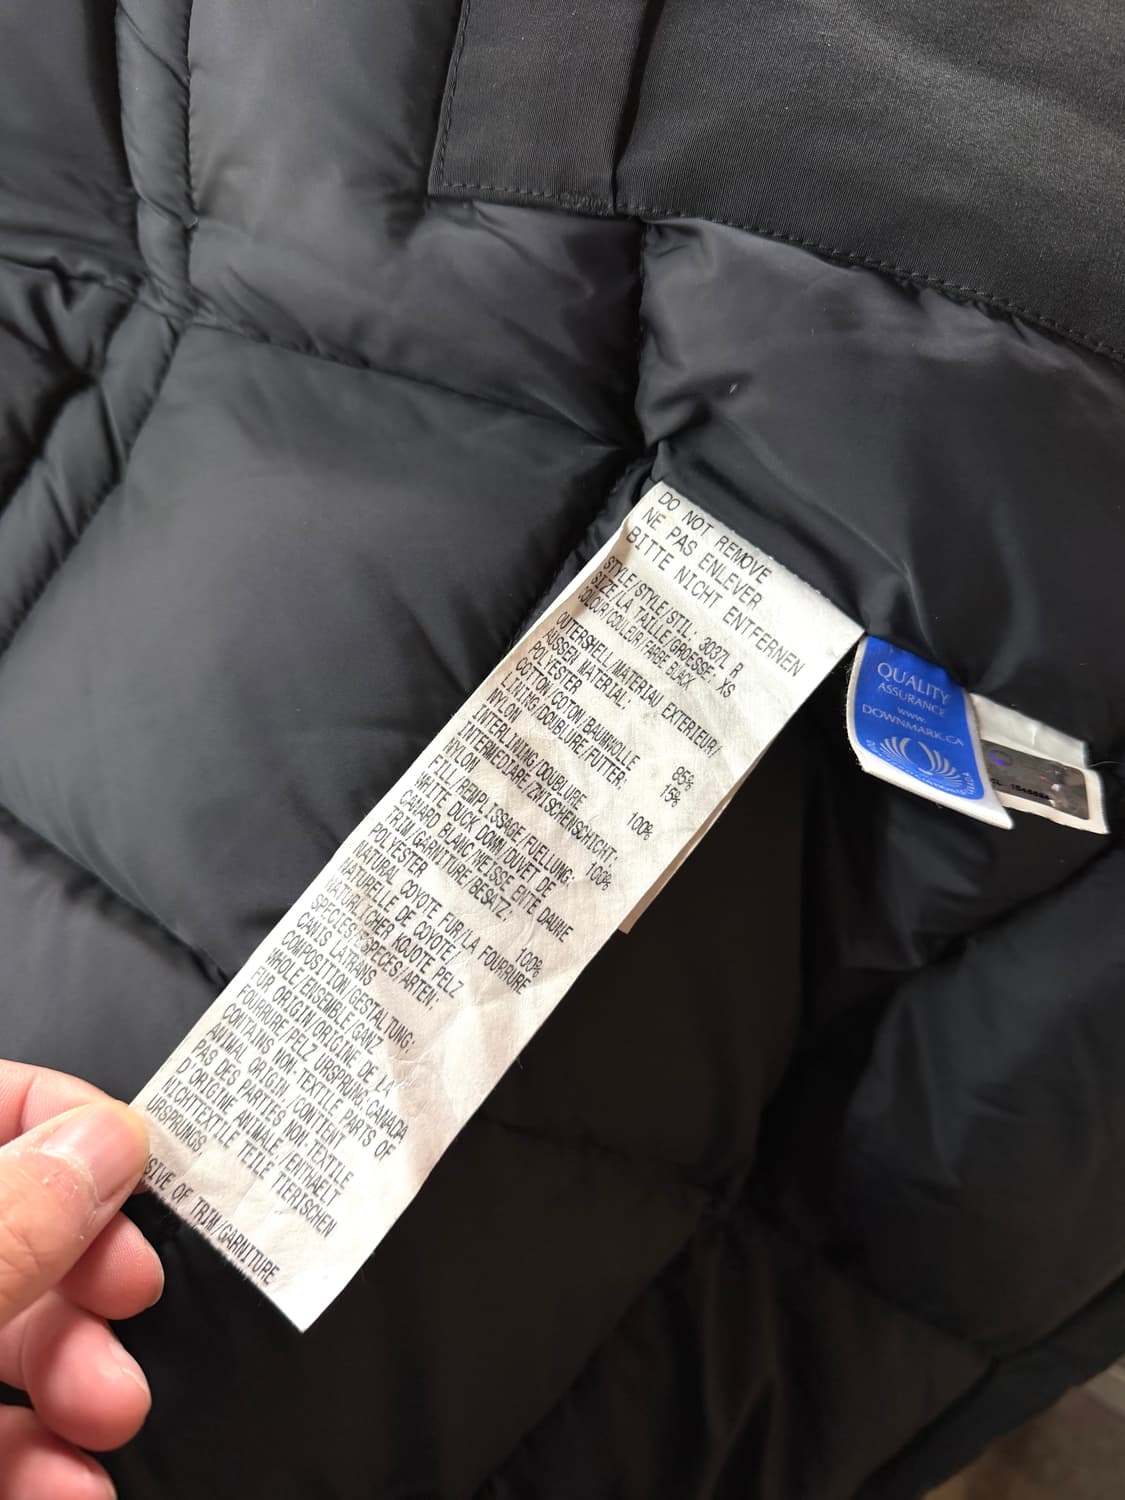 DO NOT REMOVE
NE PAS ENLEVER
BITTE NICHT ENTFERNEN
STYLE/STYLE/STIL: 3037L R
SIZE/LA TAILLE/GROESSE: XS
COLOUR/COULEUR/FARBE BLACK
OUTERSHELL/MATERIAU EXTERIEUR/
AUSSER MATERIAL:
POLYESTER 85%
COTTON/COTON/BAUMWOLLE 15%
LINING/DOUBLURE/FUTTER:
NYLON 100%
INTERLINING/DOUBLURE
INTERMEDIARE/ZWISCHENSCHICHT:
NYLON 100%
FILL/REMPLISSAGE/FUELLUNG:
WHITE DUCK DOWN/DUVET DE
CANARD BLANC/WEISSE ENTE DAUNE
TRIM/GARNITURE/BESATZ:
POLYESTER 100%
NATURAL COYOTE FUR/LA FOURRURE
NATURELLE DE COYOTE/
NATURLICHER KOJOTE PELZ
SPECIES/ESPECES/ARTEN:
CANIS LATRANS
COMPOSITION/GESTALTUNG:
WHOLE/ENSEMBLE/GANZ
FUR ORIGIN/ORIGINE DE LA
FOURRURE/PELZ URSPRUNG:CANADA
CONTAINS NON-TEXTILE PARTS OF
ANIMAL ORIGIN/CONTIENT
PAS DES PARTIES NON-TEXTILE
D'ORIGINE ANIMALE/ENTHAELT
NICHTTEXTILE TEILE TIERISCHEN
URSPRUNGS.
SIVE OF TRIM/GARNITURE
QUALITY
ASSURANCE
www.
DOWNMARK.CA